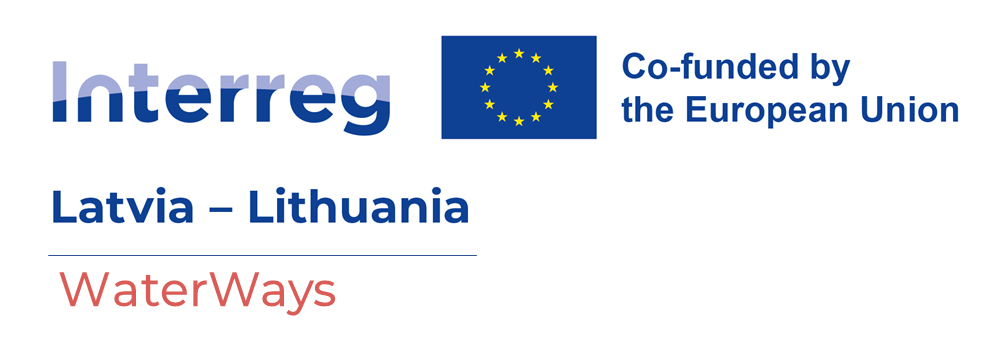 Interreg
Co-funded by
the European Union
Latvia – Lithuania
WaterWays